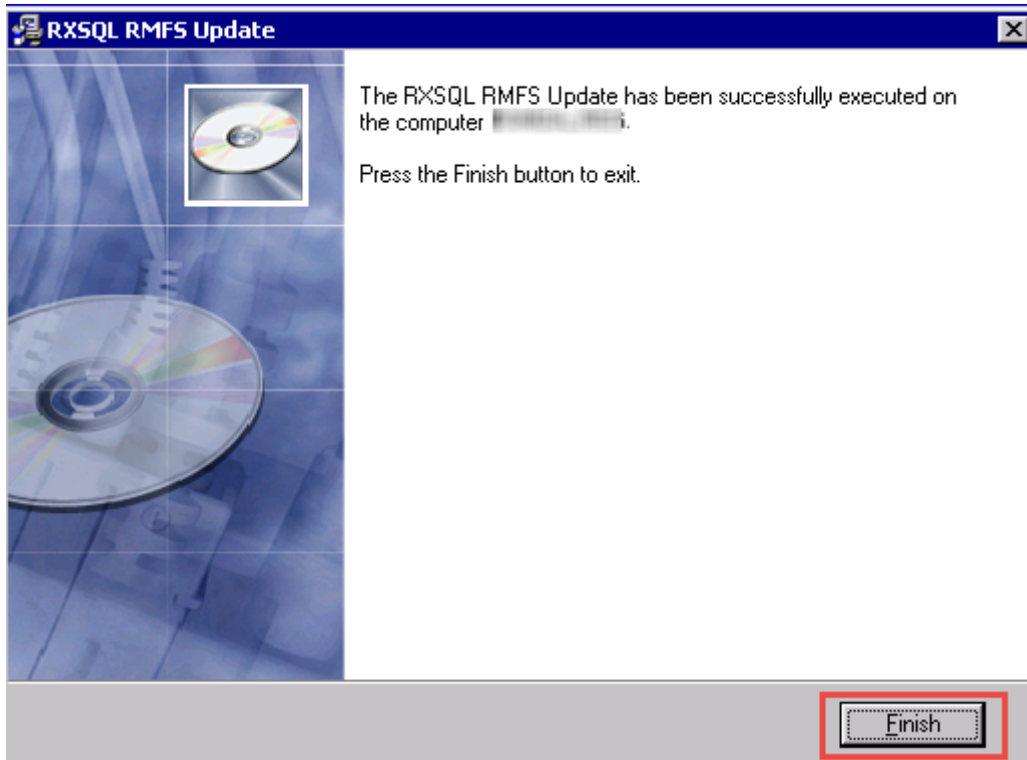 RXSQL RMFS Update
The RXSQL RMFS Update has been successfully executed on
the computer
Press the Finish button to exit.
Finish